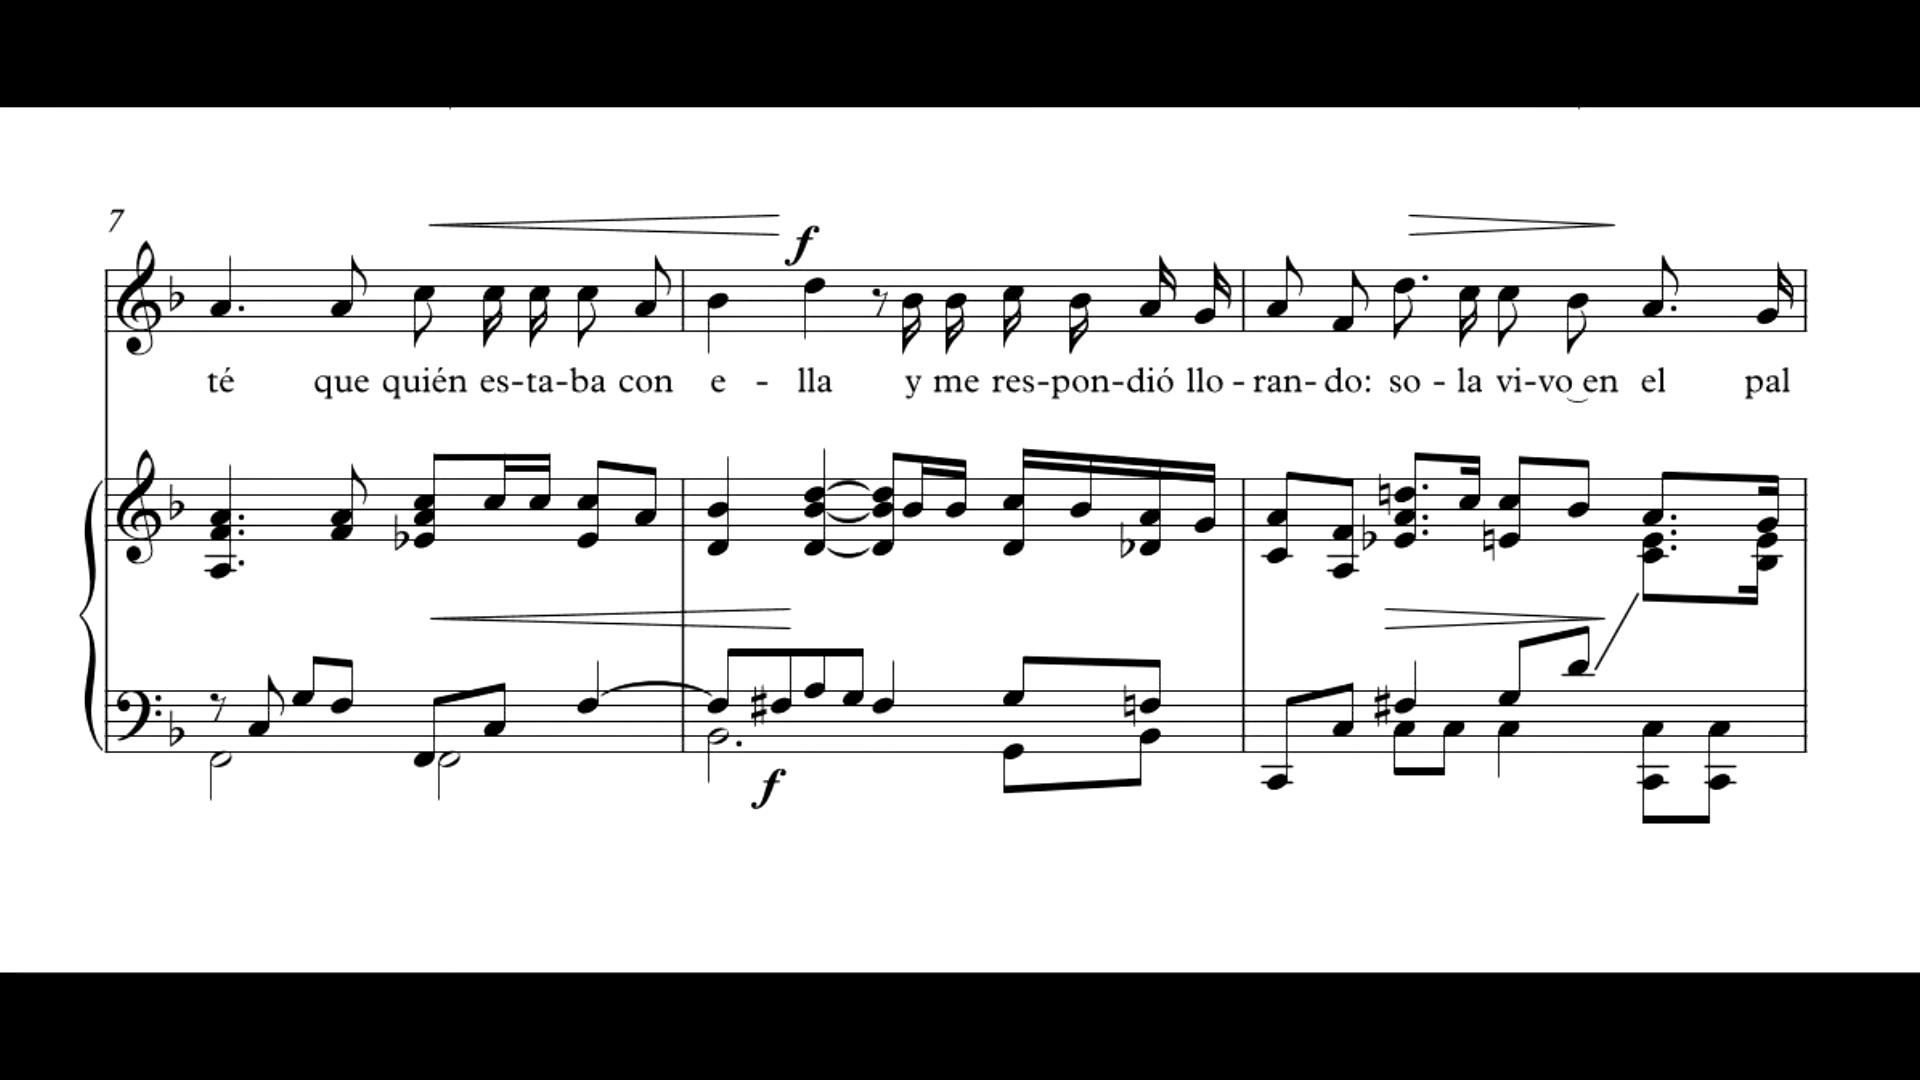 7
f
té que quién es-ta-ba con e - lla y me res-pon-dió llo - ran- do: so - la vi-vo‿en el pal
f